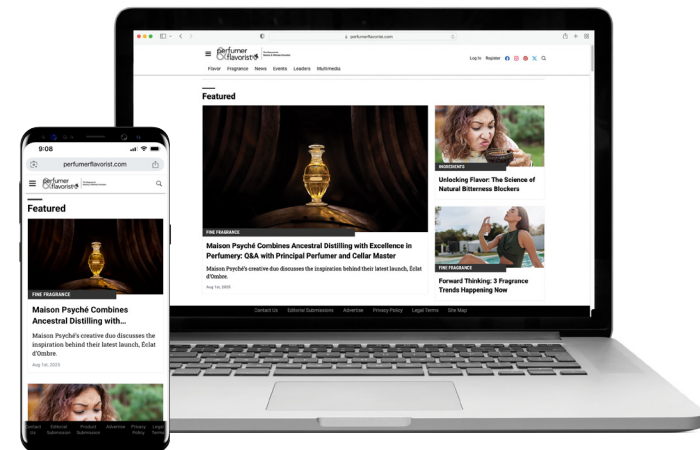 perfumerflavorist.com
perfumer
&flavorist+
Log In Register
Flavor Fragrance News Events Leaders Multimedia
Featured
FINE FRAGRANCE
Maison Psyché Combines Ancestral Distilling with Excellence in
Perfumery: Q&A with Principal Perfumer and Cellar Master
Maison Psyché's creative duo discusses the inspiration behind their latest launch, Éclat
d'Ombre.
Aug 1st, 2025
INGREDIENTS
Unlocking Flavor: The Science of
Natural Bitterness Blockers
FINE FRAGRANCE
Forward Thinking: 3 Fragrance
Trends Happening Now
Contact Us Editorial Submissions Advertise Privacy Policy Legal Terms Site Map
9:08
perfumerflavorist.com
perfumer
&flavorist+
Featured
FINE FRAGRANCE
Maison Psyché Combines
Ancestral Distilling with...
Maison Psyché's creative duo discusses the
inspiration behind their latest launch, Éclat
d'Ombre.
Aug 1st, 2025
Contact Editorial Product Advertise Privacy Legal
Us Submission Submission Policy Terms